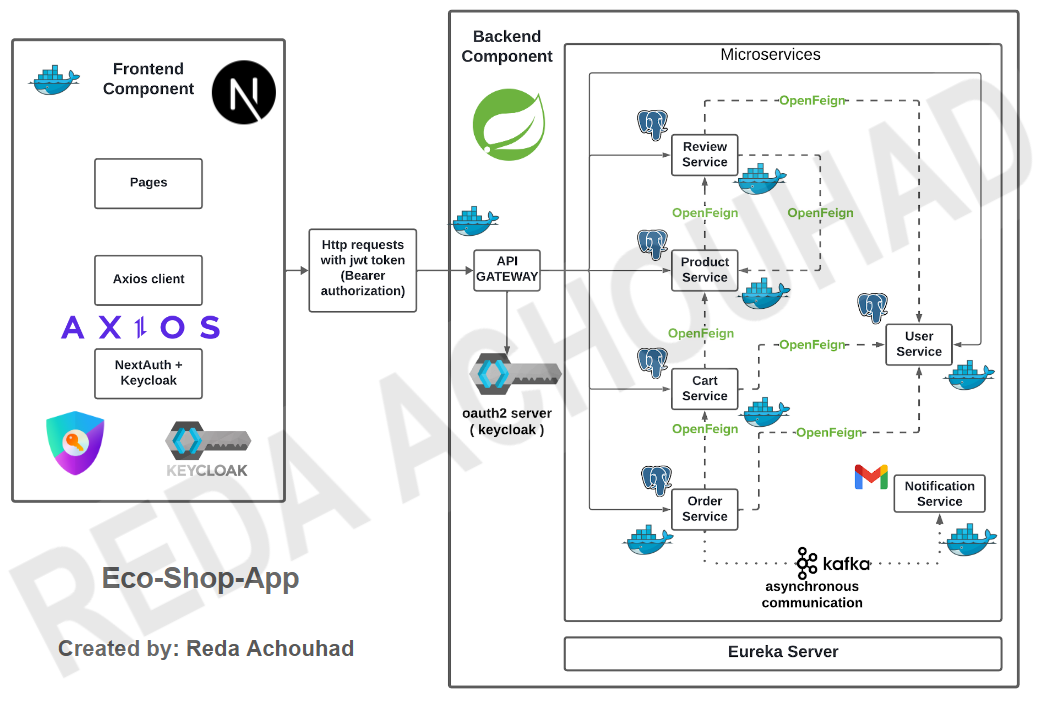 Frontend
Component
Pages
Axios client
AXIOS
NextAuth +
Keycloak
KEYCLOAK
Http requests
with jwt token
(Bearer
authorization)
Backend
Component
API
GATEWAY
oauth2 server
( keycloak )
Microservices
OpenFeign
Review
Service
OpenFeign
OpenFeign
Product
Service
OpenFeign
User
Service
OpenFeign
Cart
Service
OpenFeign
OpenFeign
Order
Service
Notification
Service
kafka
asynchronous
communication
Eureka Server
Eco-Shop-App
Created by: Reda Achouhad
REDA ACHOUHAD